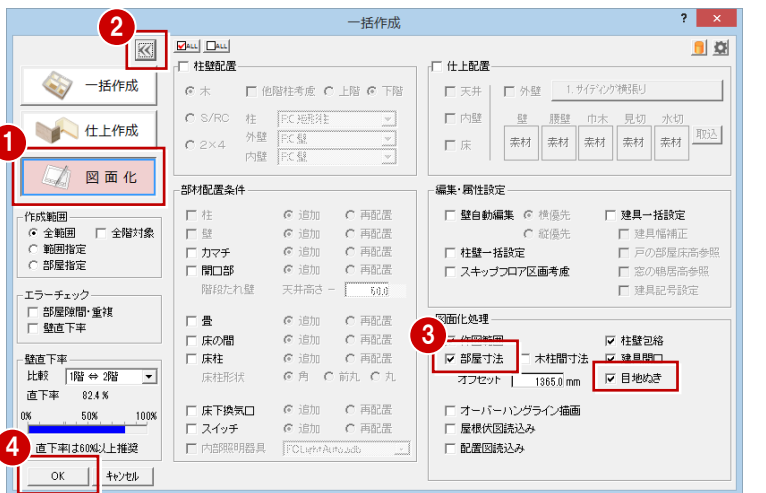 一括作成
? ×
2
<<
ALL ALL
一括作成
仕上作成
1
図面化
作成範囲
全範囲 全階対象
範囲指定
部屋指定
エラーチェック
部屋隙間・重複
壁直下率
壁直下率
比較 1階 ⇔ 2階
直下率 82.4 %
0% 50% 100%
直下率は60%以上推奨
4
OK キャンセル
柱壁配置
木 他階柱考慮 上階 下階
S/RC 柱 RC 矩形柱
2×4 外壁 RC 壁
内壁 RC 壁
部材配置条件
柱 追加 再配置
壁 追加 再配置
カマチ 追加 再配置
開口部 追加 再配置
階段たれ壁 天井高さ − 60.0
畳 追加 再配置
床の間 追加 再配置
床柱 追加 再配置
床柱形状 角 前丸 丸
床下換気口 追加 再配置
スイッチ 追加 再配置
内部照明器具 FCLightAuto.adb
仕上配置
天井 外壁 1. サイディング横張り
内壁 壁 腰壁 巾木 見切 水切
床 素材 素材 素材 素材 素材 取込
編集・属性設定
壁自動編集 横優先 建具一括設定
縦優先 建具幅補正
柱壁一括設定 戸の部屋床高参照
スキップフロア区画考慮 窓の鴨居高参照
建具記号設定
図面化処理
3
作図範囲 柱壁包絡
部屋寸法 木柱間寸法 建具開口
オフセット 1365.0 mm 目地ぬき
オーバーハングライン描画
屋根伏図読込み
配置図読込み